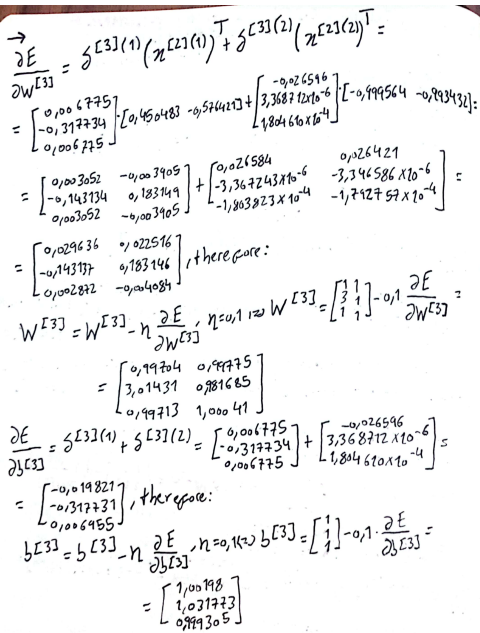 ∂E/∂W^[3] = δ^[3](1) (x^[2](1))^T + δ^[3](2) (x^[2](2))^T =
= [0,006775; -0,317734; 0,006775] · [0,450483 -0,576421] + [-0,026596; 3,368712×10^-6; 1,804610×10^-4] · [-0,999564 -0,993432] =
= [0,003052 -0,003905; -0,143134 0,183149; 0,003052 -0,003905] + [0,026584 0,026421; -3,367243×10^-6 -3,346586×10^-6; -1,803823×10^-4 -1,792757×10^-4] =
= [0,029636 0,022516; -0,143137 0,183146; 0,002872 -0,004084], therefore:
W^[3] = W^[3] - η ∂E/∂W^[3], η=0,1 => W^[3] = [1 1; 3 1; 1 1] - 0,1 ∂E/∂W^[3] =
= [0,99704 0,99775; 3,01431 0,981685; 0,99713 1,00041]
∂E/∂b^[3] = δ^[3](1) + δ^[3](2) = [0,006775; -0,317734; 0,006775] + [-0,026596; 3,368712×10^-6; 1,804610×10^-4] =
= [-0,019821; -0,317731; 0,006955], therefore:
b^[3] = b^[3] - η ∂E/∂b^[3], η=0,1 => b^[3] = [1; 1; 1] - 0,1 · ∂E/∂b^[3] =
= [1,00198; 1,031773; 0,999305]